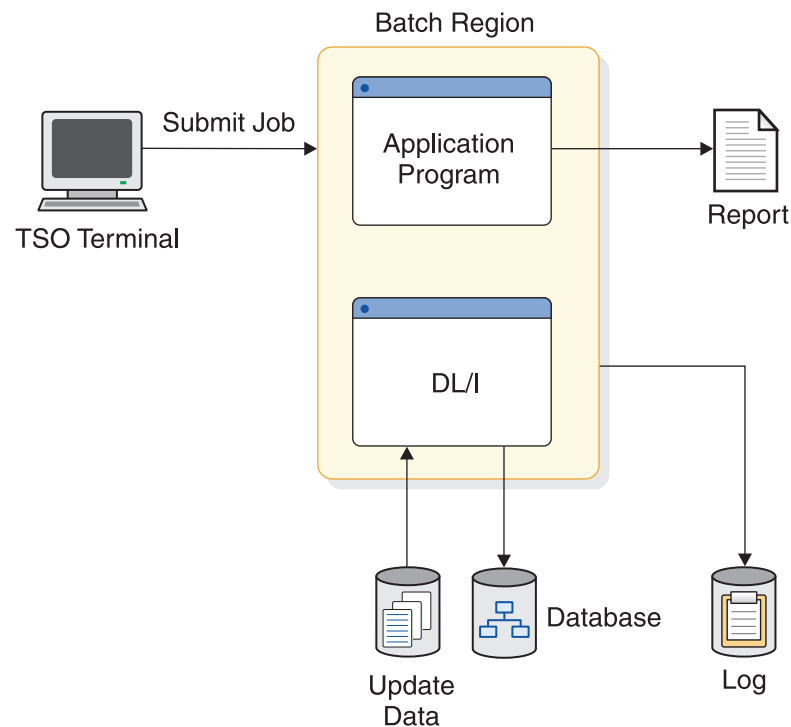 Batch Region
Submit Job
Application
Program
TSO Terminal
Report
DL/I
Database
Update
Data
Log